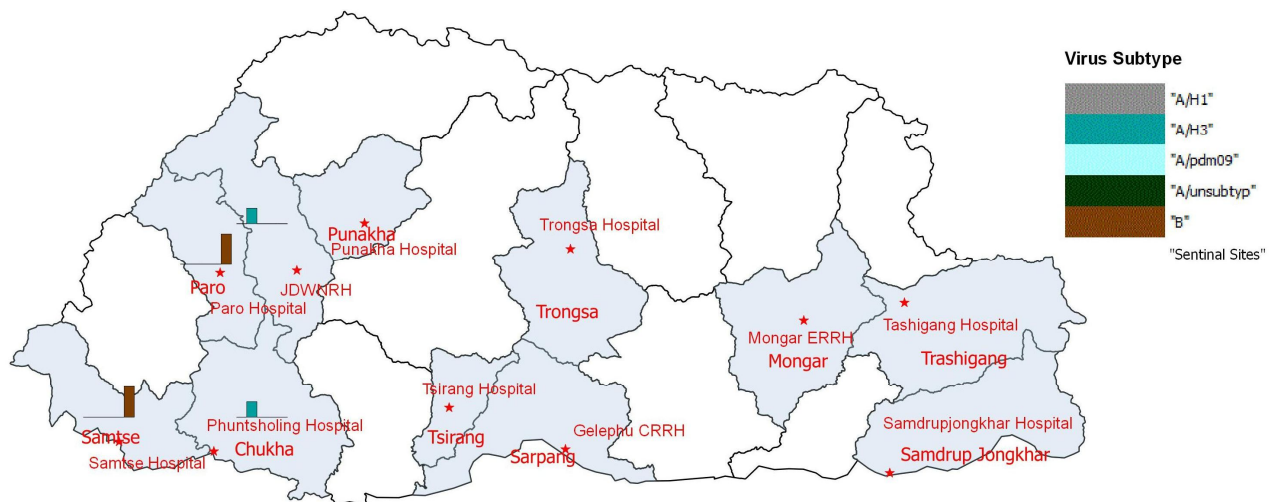 Virus Subtype
"A/H1"
"A/H3"
"A/pdm09"
"A/unsubtyp"
"B"
"Sentinal Sites"
Punakha
Punakha Hospital
Trongsa Hospital
Paro
JDWNRH
Paro Hospital
Trongsa
Tashigang Hospital
Mongar ERRH
Mongar
Trashigang
Tsirang Hospital
Phuntsholing Hospital
Samdrupjongkhar Hospital
Gelephu CRRH
Samtse
Tsirang
Chukha
Sarpang
Samdrup Jongkhar
Samtse Hospital